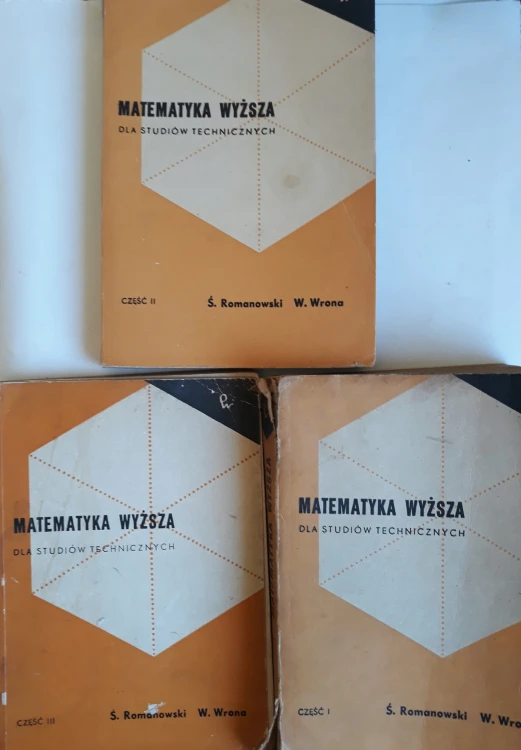 MATEMATYKA WYŻSZA
DLA STUDIÓW TECHNICZNYCH
CZĘŚĆ II
Ś. Romanowski W. Wrona
MATEMATYKA WYŻSZA
DLA STUDIÓW TECHNICZNYCH
CZĘŚĆ III
Ś. Romanowski W. Wrona
MATEMATYKA WYŻSZA
DLA STUDIÓW TECHNICZNYCH
CZĘŚĆ I
Ś. Romanowski W. Wro